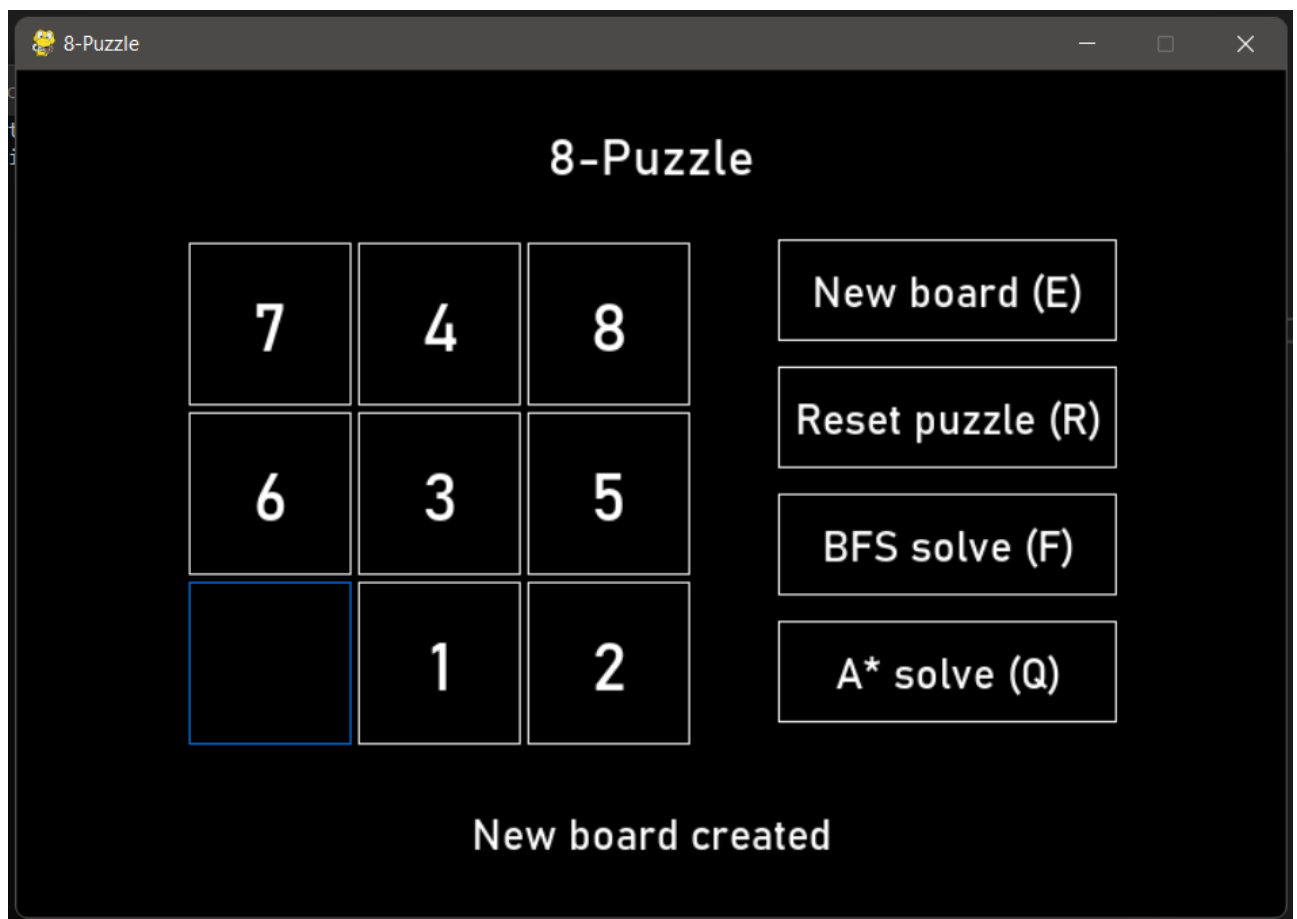 8-Puzzle
8-Puzzle
7 4 8
6 3 5
1 2
New board (E)
Reset puzzle (R)
BFS solve (F)
A* solve (Q)
New board created